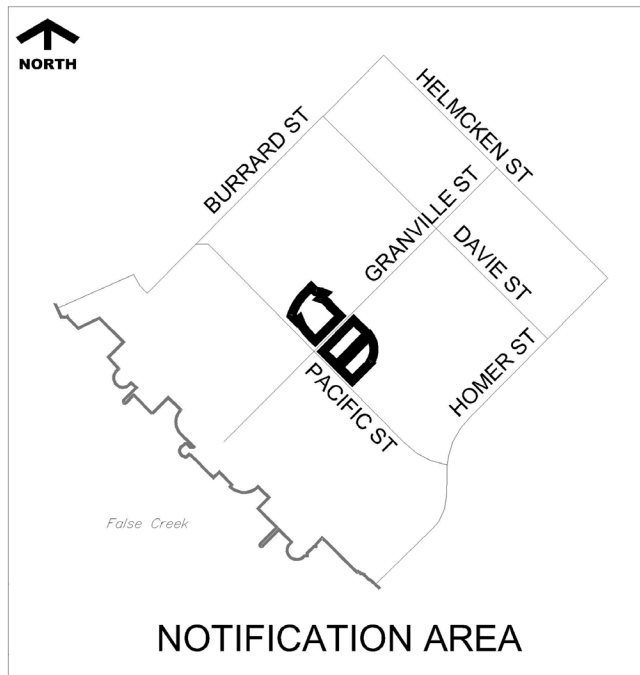 NORTH
HELMCKEN ST
BURRARD ST
GRANVILLE ST
DAVIE ST
HOMER ST
PACIFIC ST
False Creek
NOTIFICATION AREA